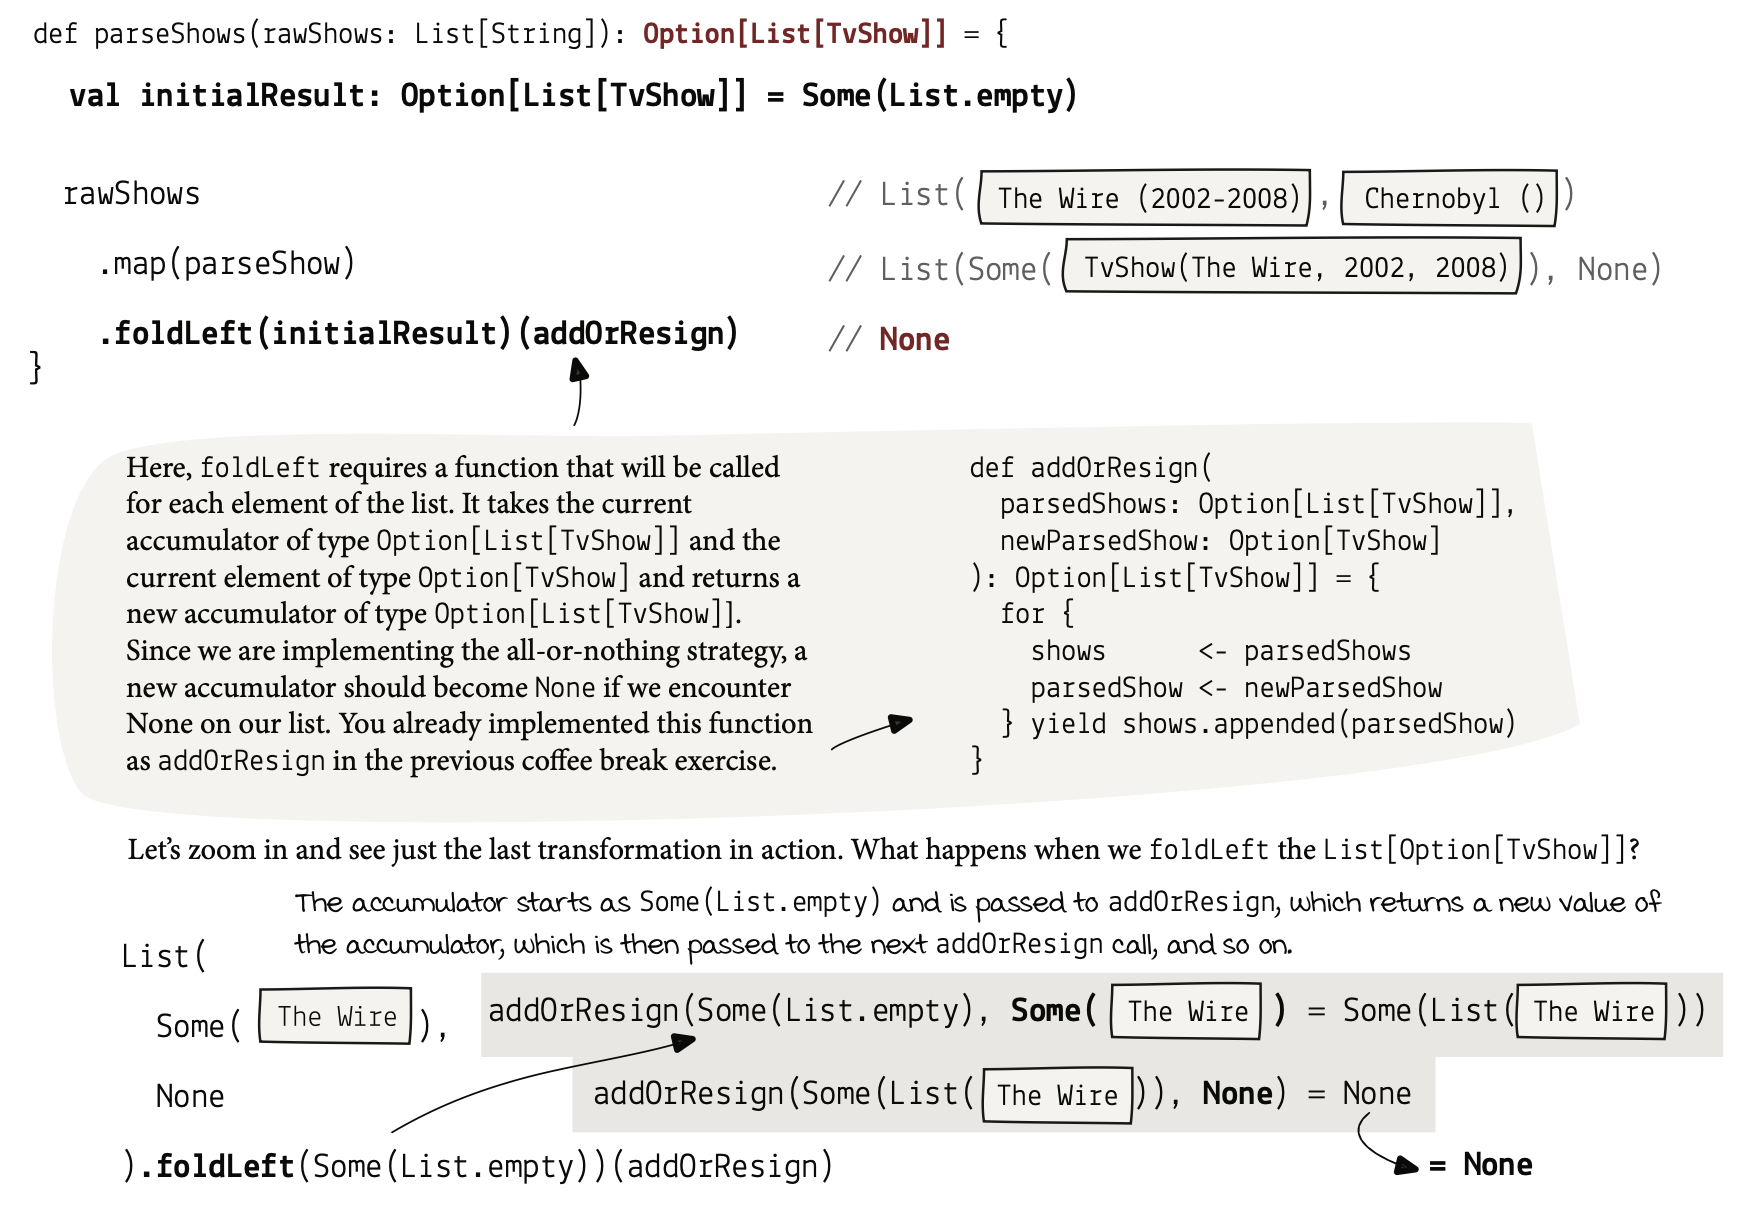 def parseShows(rawShows: List[String]): Option[List[TvShow]] = {
val initialResult: Option[List[TvShow]] = Some(List.empty)
rawShows // List( The Wire (2002-2008) , Chernobyl () )
.map(parseShow) // List(Some( TvShow(The Wire, 2002, 2008) ), None)
.foldLeft(initialResult)(addOrResign) // None
}
Here, foldLeft requires a function that will be called
for each element of the list. It takes the current
accumulator of type Option[List[TvShow]] and the
current element of type Option[TvShow] and returns a
new accumulator of type Option[List[TvShow]].
Since we are implementing the all-or-nothing strategy, a
new accumulator should become None if we encounter
None on our list. You already implemented this function
as addOrResign in the previous coffee break exercise.
def addOrResign(
parsedShows: Option[List[TvShow]],
newParsedShow: Option[TvShow]
): Option[List[TvShow]] = {
for {
shows <- parsedShows
parsedShow <- newParsedShow
} yield shows.appended(parsedShow)
}
Let's zoom in and see just the last transformation in action. What happens when we foldLeft the List[Option[TvShow]]?
The accumulator starts as Some(List.empty) and is passed to addOrResign, which returns a new value of
the accumulator, which is then passed to the next addOrResign call, and so on.
List(
Some( The Wire ), addOrResign(Some(List.empty), Some( The Wire ) = Some(List( The Wire ))
None addOrResign(Some(List( The Wire )), None) = None
).foldLeft(Some(List.empty))(addOrResign) = None